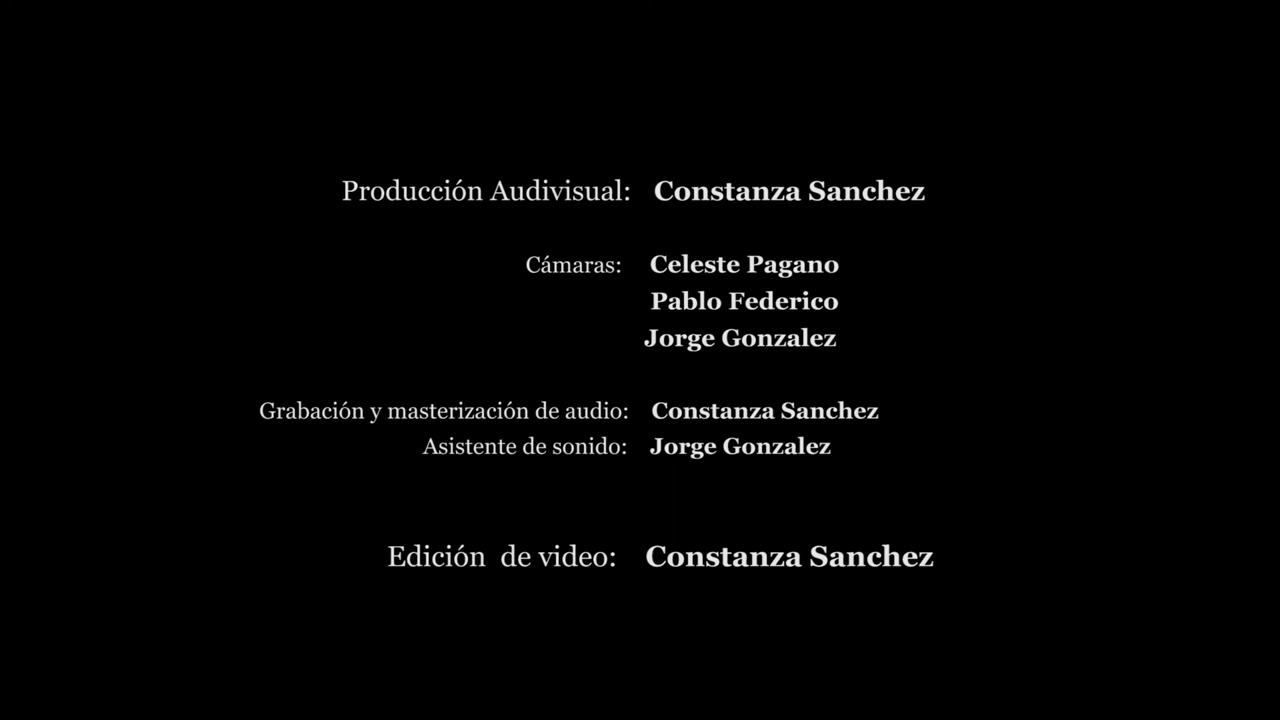 Producción Audivisual: Constanza Sanchez
Cámaras: Celeste Pagano
Pablo Federico
Jorge Gonzalez
Grabación y masterización de audio: Constanza Sanchez
Asistente de sonido: Jorge Gonzalez
Edición de video: Constanza Sanchez